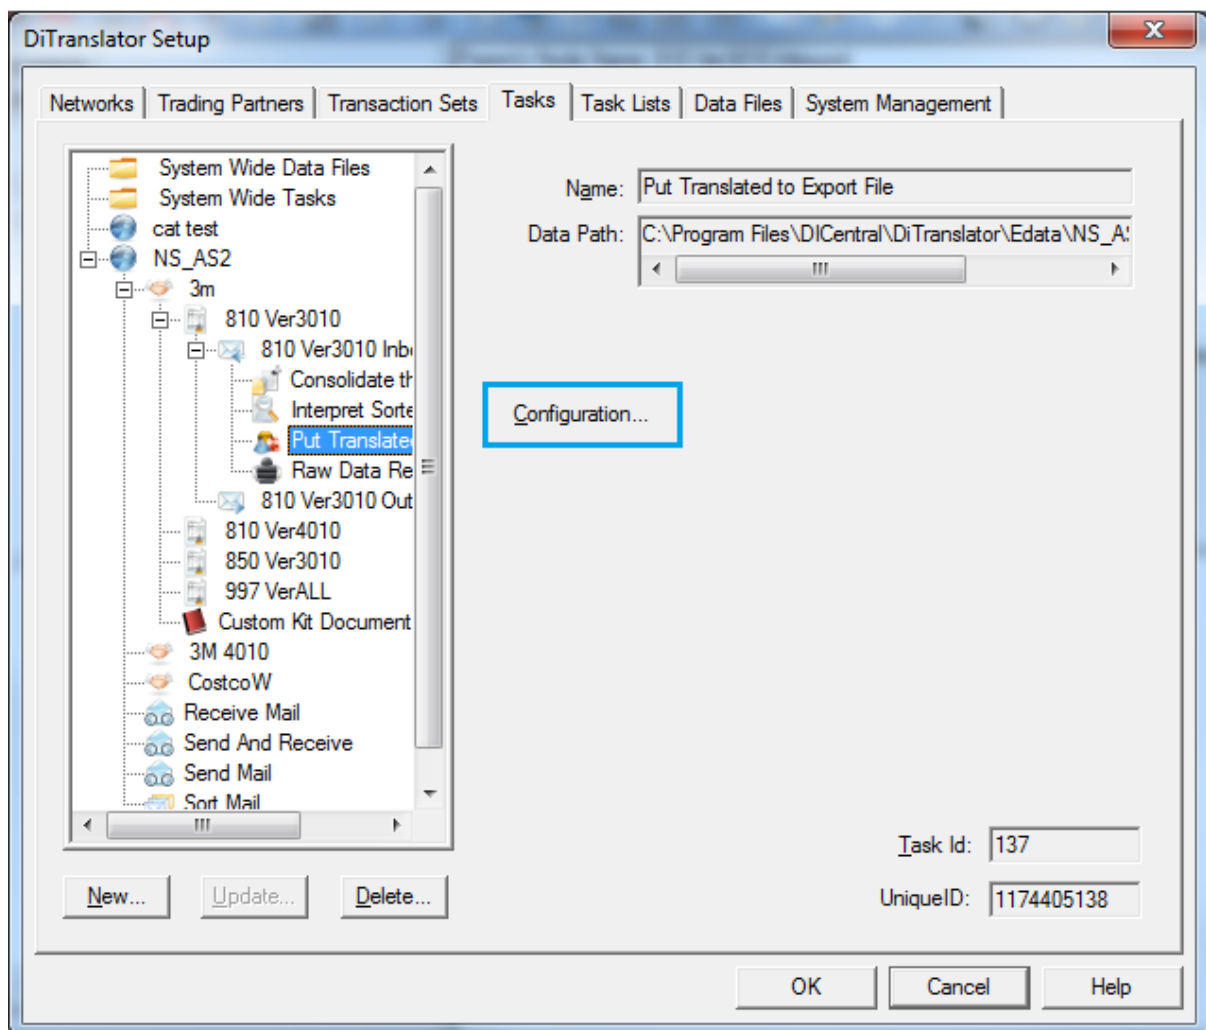 DiTranslator Setup
X
Networks
Trading Partners
Transaction Sets
Tasks
Task Lists
Data Files
System Management
System Wide Data Files
System Wide Tasks
cat test
NS_AS2
3m
810 Ver3010
810 Ver3010 Inb
Consolidate th
Interpret Sorte
Put Translated
Raw Data Re
810 Ver3010 Out
810 Ver4010
850 Ver3010
997 VerALL
Custom Kit Document
3M 4010
CostcoW
Receive Mail
Send And Receive
Send Mail
Sort Mail
New...
Update...
Delete...
Name: Put Translated to Export File
Data Path: C:\Program Files\DICentral\DiTranslator\Edata\NS_AS
Configuration...
Task Id: 137
UniqueID: 1174405138
OK
Cancel
Help